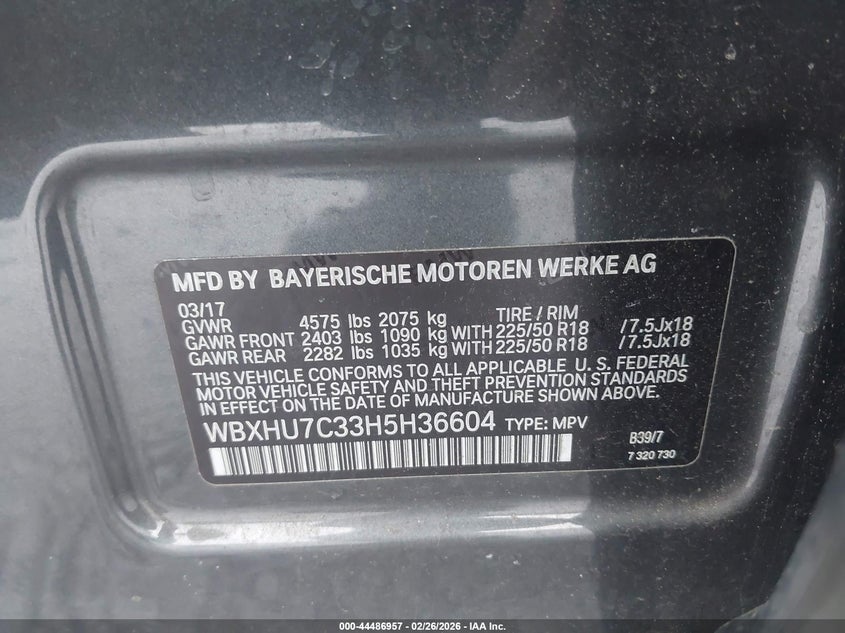 MFD BY BAYERISCHE MOTOREN WERKE AG
03/17 TIRE / RIM
GVWR 4575 lbs 2075 kg
GAWR FRONT 2403 lbs 1090 kg WITH 225/50 R18 /7.5Jx18
GAWR REAR 2282 lbs 1035 kg WITH 225/50 R18 /7.5Jx18
THIS VEHICLE CONFORMS TO ALL APPLICABLE U. S. FEDERAL
MOTOR VEHICLE SAFETY AND THEFT PREVENTION STANDARDS
IN EFFECT ON THE DATE OF MANUFACTURE SHOWN ABOVE.
WBXHU7C33H5H36604 TYPE: MPV
B39/7
7 320 730
000-44486957 - 02/26/2026 - IAA Inc.